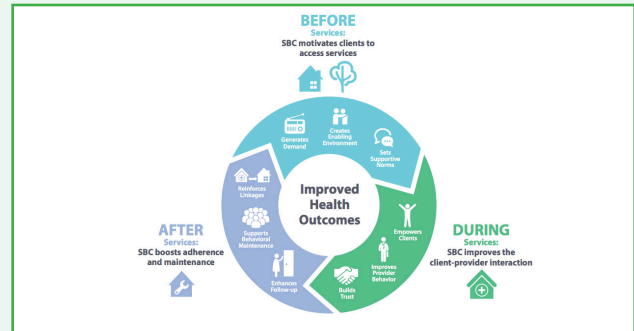 BEFORE
Services:
SBC motivates clients to
access services
Generates
Demand
Creates
Enabling
Environment
Sets
Supportive
Norms
Improved
Health
Outcomes
Empowers
Clients
Improves
Provider
Behavior
Builds
Trust
DURING
Services:
SBC improves the
client-provider interaction
Enhances
Follow-up
Supports
Behavioral
Maintenance
Reinforces
Linkages
AFTER
Services:
SBC boosts adherence
and maintenance